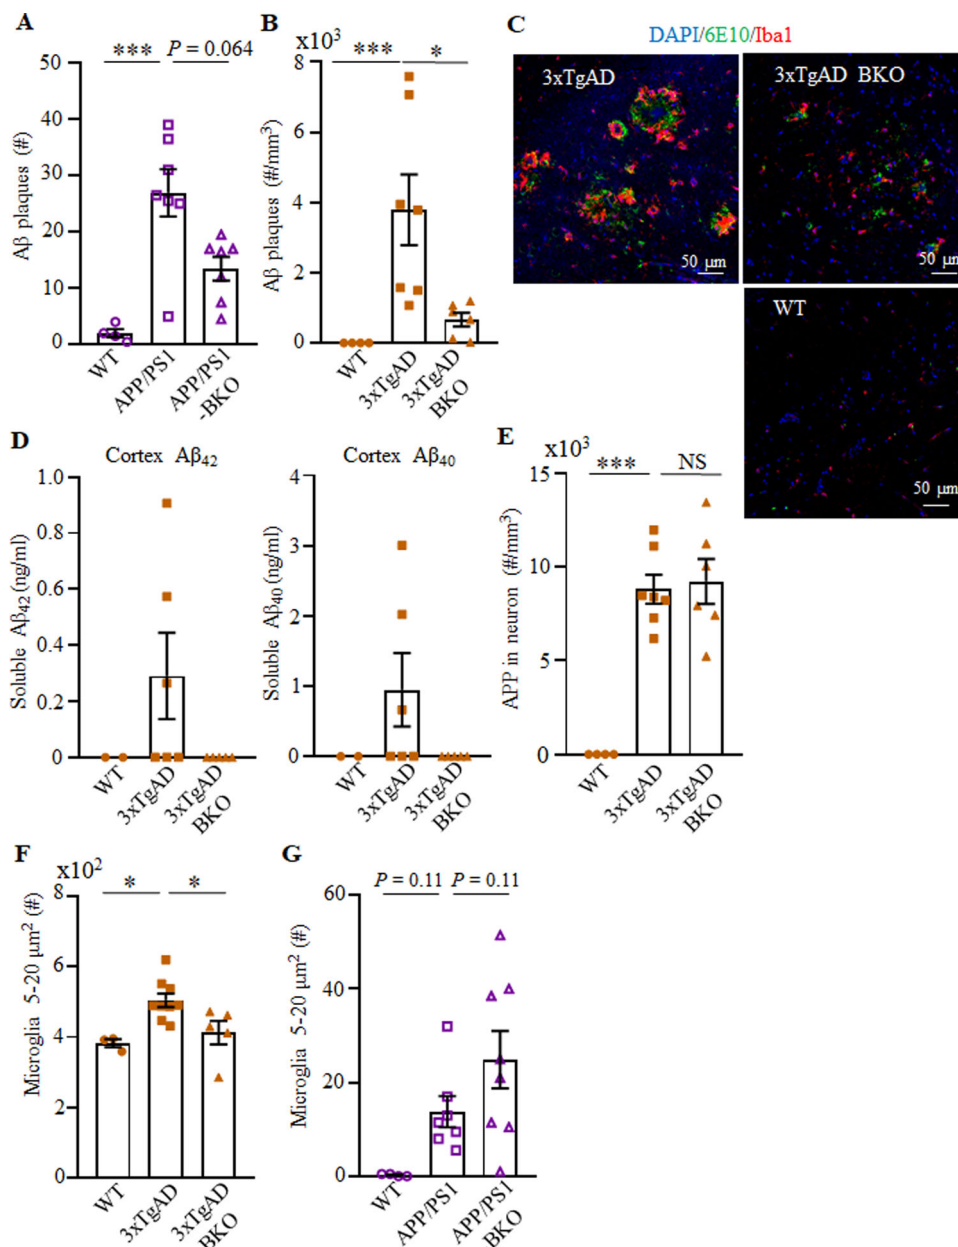 A
*** P = 0.064
Aβ plaques (#)
50
40
30
20
10
0
WT
APP/PS1
APP/PS1
-BKO
B
x10³
*** *
Aβ plaques (#/mm³)
8
6
4
2
0
WT
3xTgAD
3xTgAD
BKO
C
DAPI/6E10/Iba1
3xTgAD
50 µm
3xTgAD BKO
50 µm
WT
50 µm
D
Cortex Aβ₄₂
Soluble Aβ₄₂ (ng/ml)
1.0
0.8
0.6
0.4
0.2
0
WT
3xTgAD
3xTgAD
BKO
Cortex Aβ₄₀
Soluble Aβ₄₀ (ng/ml)
4
3
2
1
0
WT
3xTgAD
3xTgAD
BKO
E
x10³
*** NS
APP in neuron (#/mm³)
15
10
5
0
WT
3xTgAD
3xTgAD
BKO
F
x10²
* *
Microglia 5-20 µm² (#)
8
6
4
2
0
WT
3xTgAD
3xTgAD
BKO
G
P = 0.11 P = 0.11
Microglia 5-20 µm² (#)
60
40
20
0
WT
APP/PS1
APP/PS1
BKO